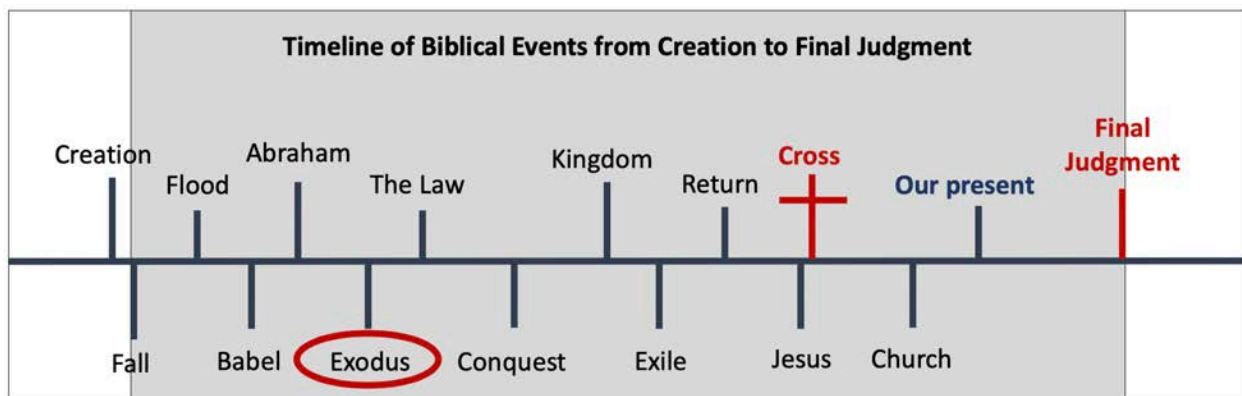 Timeline of Biblical Events from Creation to Final Judgment
Creation
Flood
Abraham
The Law
Kingdom
Return
Cross
Our present
Final
Judgment
Fall
Babel
Exodus
Conquest
Exile
Jesus
Church